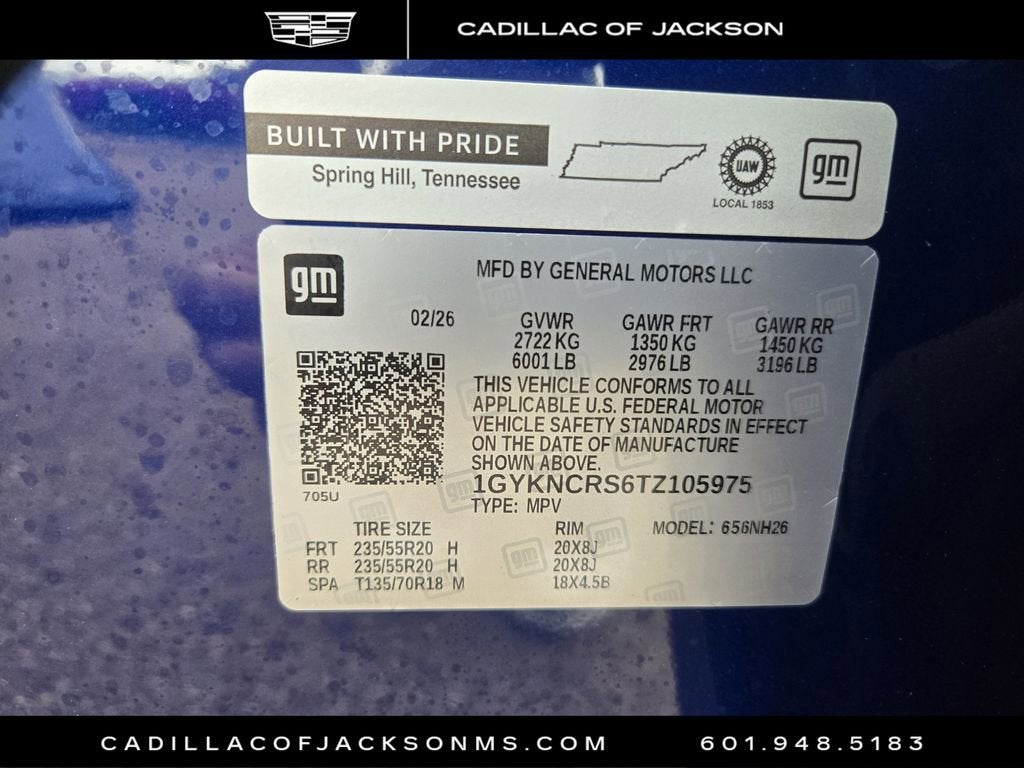 CADILLAC OF JACKSON
BUILT WITH PRIDE
Spring Hill, Tennessee
UAW
LOCAL 1853
gm
gm
MFD BY GENERAL MOTORS LLC
02/26
GVWR GAWR FRT GAWR RR
2722 KG 1350 KG 1450 KG
6001 LB 2976 LB 3196 LB
THIS VEHICLE CONFORMS TO ALL
APPLICABLE U.S. FEDERAL MOTOR
VEHICLE SAFETY STANDARDS IN EFFECT
ON THE DATE OF MANUFACTURE
SHOWN ABOVE.
705U
1GYKNCRS6TZ105975
TYPE: MPV
TIRE SIZE RIM MODEL: 656NH26
FRT 235/55R20 H 20X8J
RR 235/55R20 H 20X8J
SPA T135/70R18 M 18X4.5B
CADILLACOFJACKSONMS.COM 601.948.5183